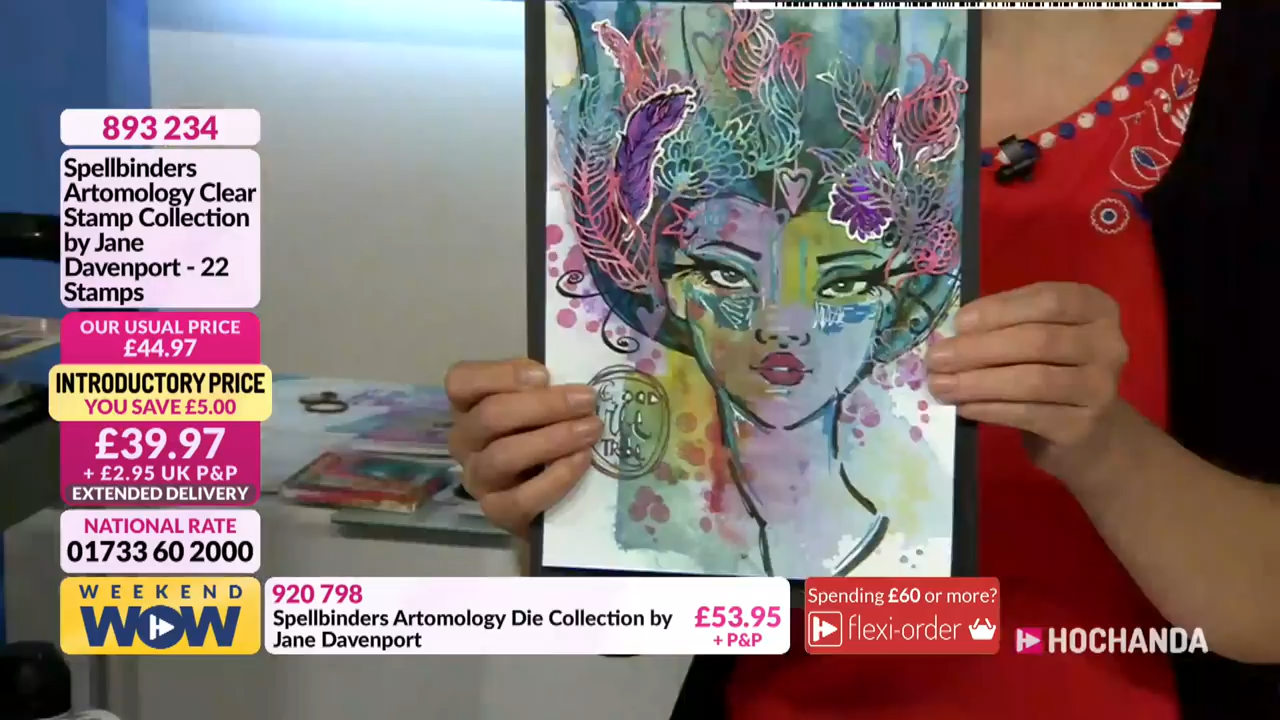 893 234
Spellbinders
Artomology Clear
Stamp Collection
by Jane
Davenport - 22
Stamps
OUR USUAL PRICE
£44.97
INTRODUCTORY PRICE
YOU SAVE £5.00
£39.97
+ £2.95 UK P&P
EXTENDED DELIVERY
NATIONAL RATE
01733 60 2000
WEEKEND
WOW
920 798
Spellbinders Artomology Die Collection by
Jane Davenport
£53.95
+ P&P
Spending £60 or more?
flexi-order
HOCHANDA